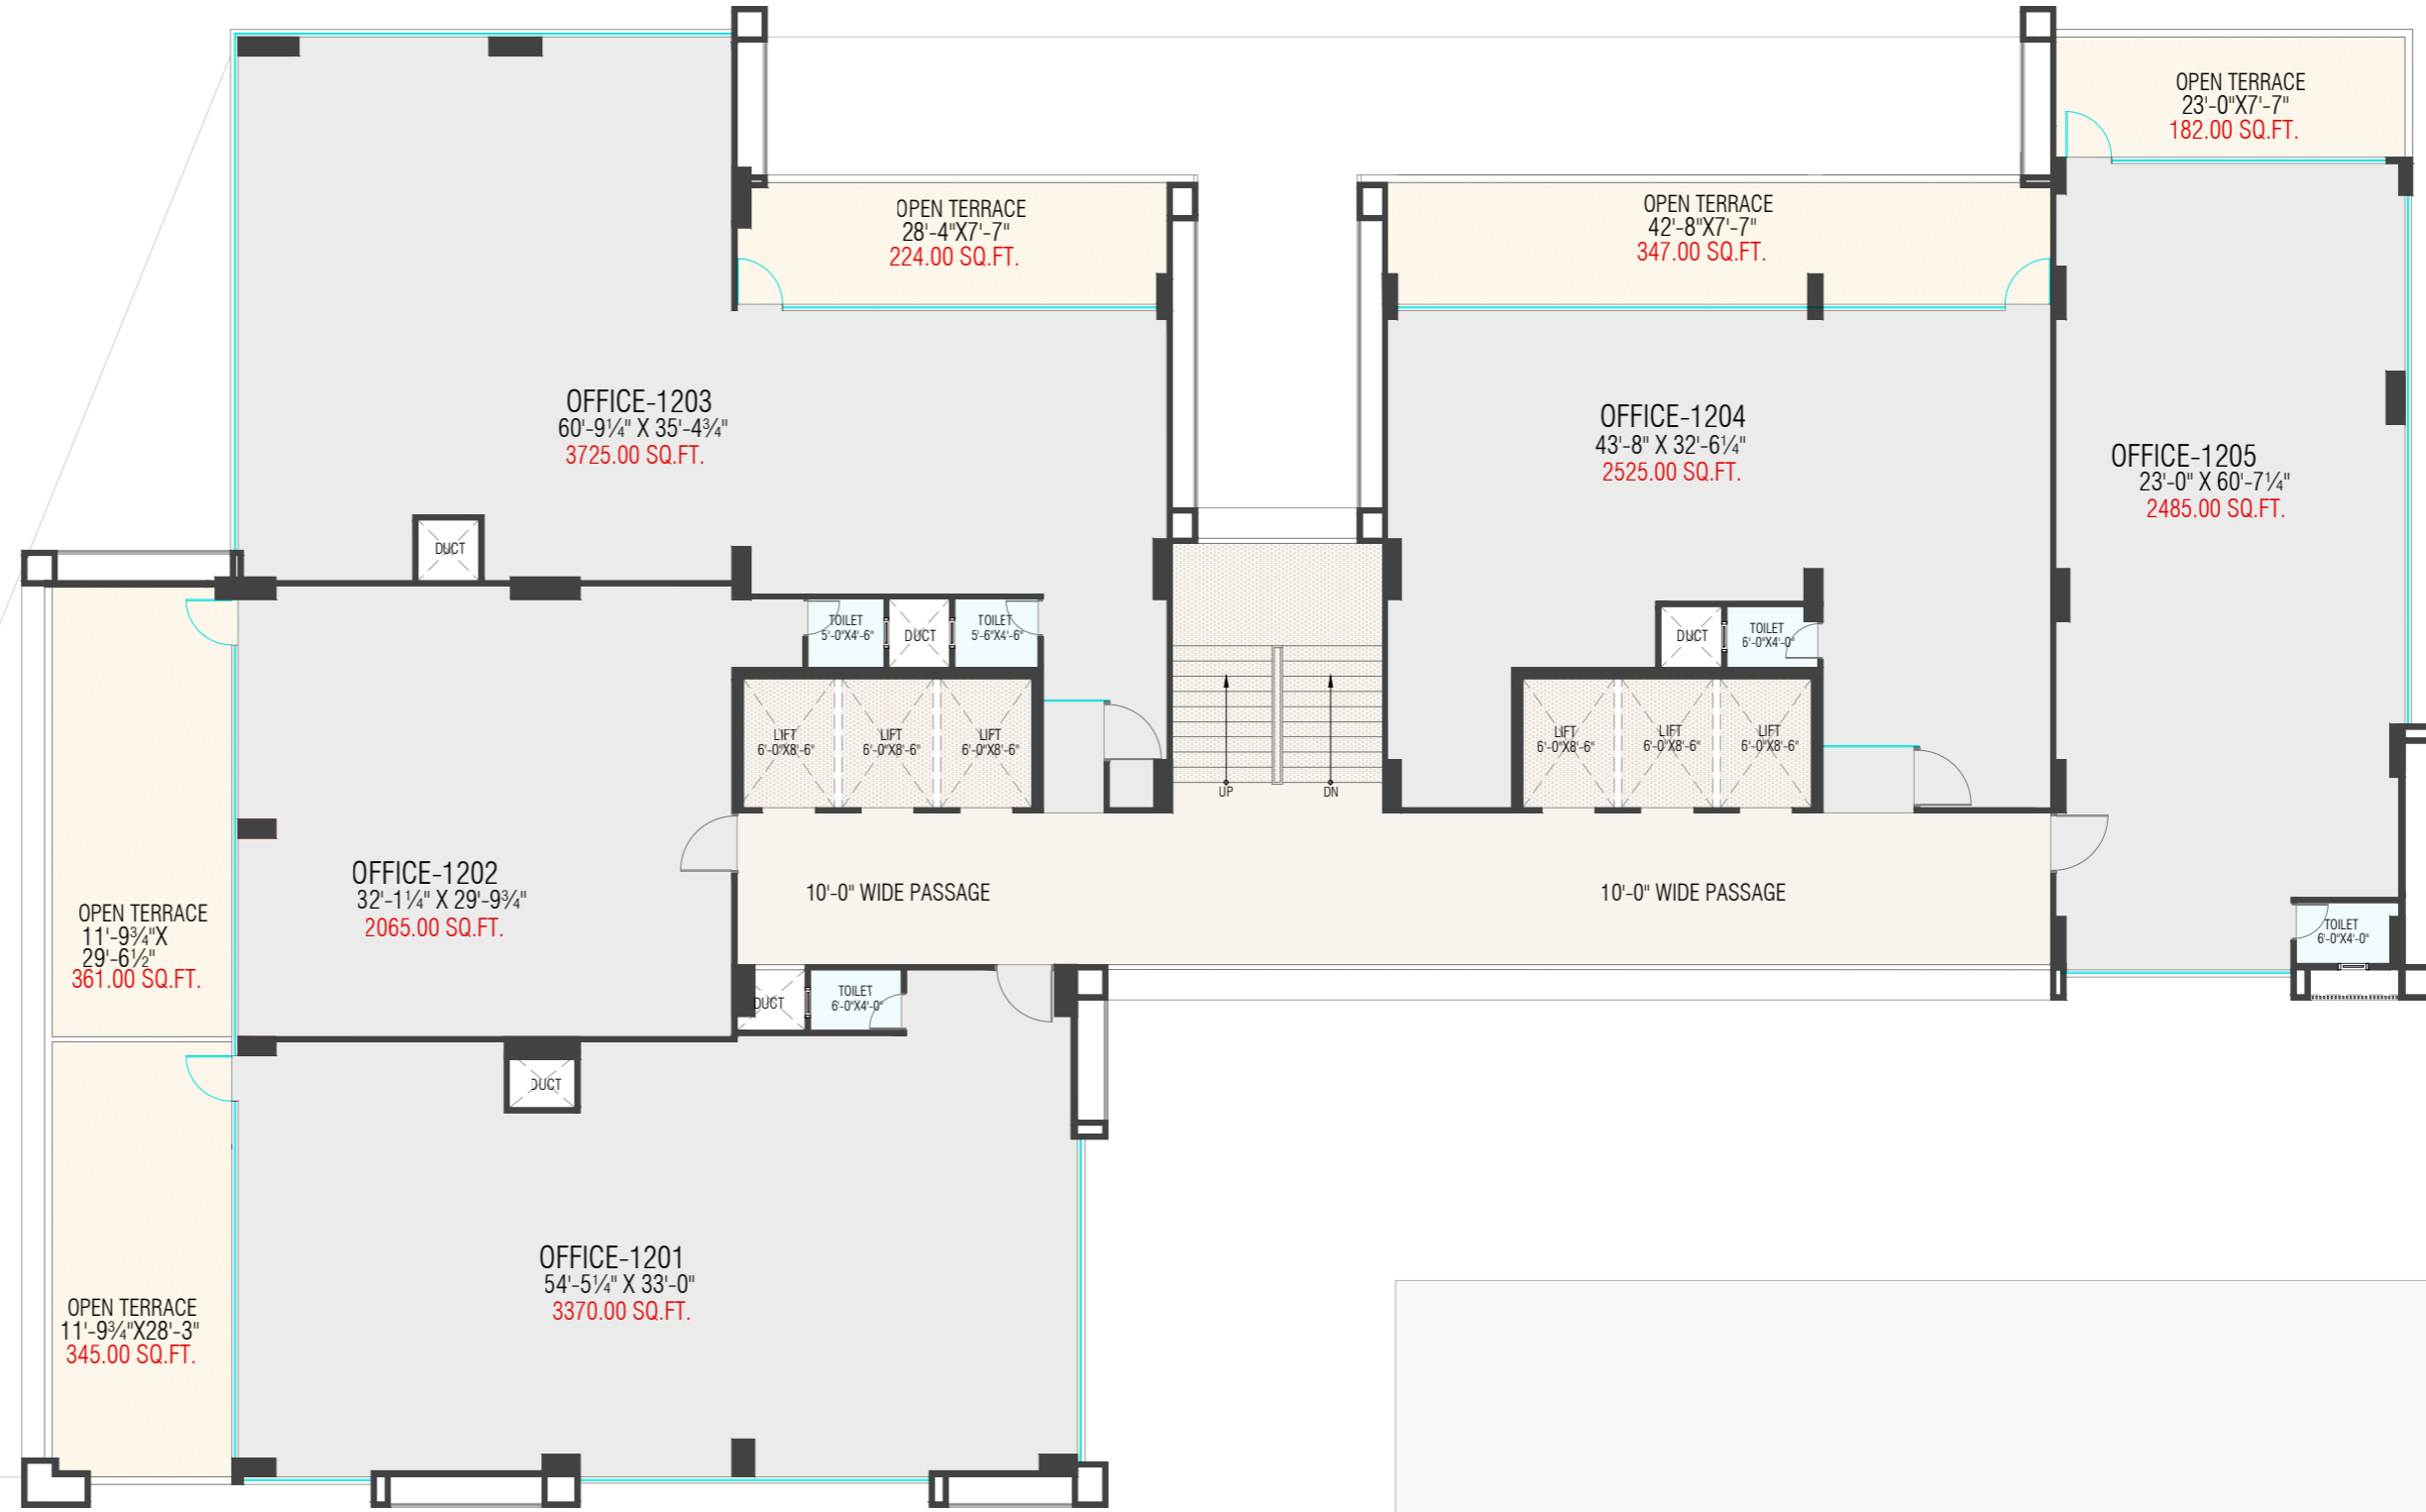 OPEN TERRACE
23'-0"X7'-7"
182.00 SQ.FT.
OPEN TERRACE
28'-4"X7'-7"
224.00 SQ.FT.
OPEN TERRACE
42'-8"X7'-7"
347.00 SQ.FT.
OFFICE-1203
60'-9¼" X 35'-4¾"
3725.00 SQ.FT.
OFFICE-1204
43'-8" X 32'-6¼"
2525.00 SQ.FT.
OFFICE-1205
23'-0" X 60'-7¼"
2485.00 SQ.FT.
DUCT
TOILET
5'-0"X4'-6"
DUCT
TOILET
5'-6"X4'-6"
DUCT
TOILET
6'-0"X4'-0"
LIFT
6'-0"X8'-6"
LIFT
6'-0"X8'-6"
LIFT
6'-0"X8'-6"
UP
DN
LIFT
6'-0"X8'-6"
LIFT
6'-0"X8'-6"
LIFT
6'-0"X8'-6"
OFFICE-1202
32'-1¼" X 29'-9¾"
2065.00 SQ.FT.
10'-0" WIDE PASSAGE
10'-0" WIDE PASSAGE
OPEN TERRACE
11'-9¾"X
29'-6½"
361.00 SQ.FT.
TOILET
6'-0"X4'-0"
DUCT
TOILET
6'-0"X4'-0"
DUCT
OFFICE-1201
54'-5¼" X 33'-0"
3370.00 SQ.FT.
OPEN TERRACE
11'-9¾"X28'-3"
345.00 SQ.FT.